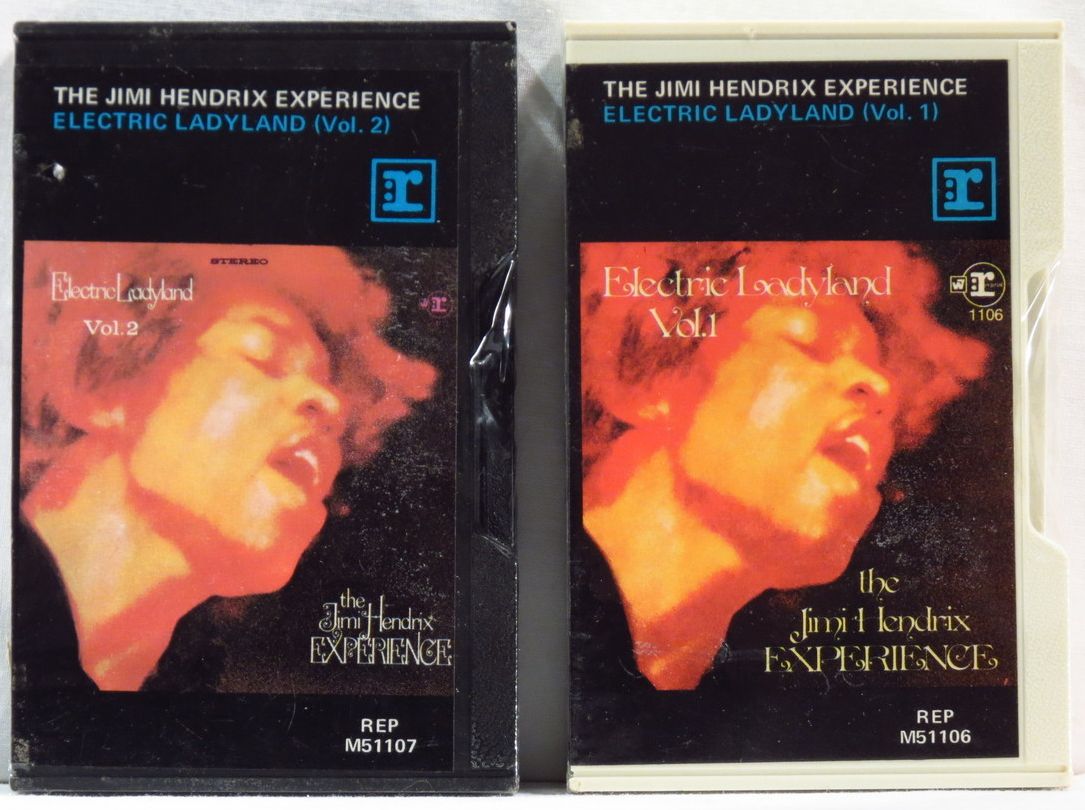 THE JIMI HENDRIX EXPERIENCE
ELECTRIC LADYLAND (Vol. 2)
r
STEREO
Electric Ladyland
Vol. 2
r
the
Jimi Hendrix
EXPERIENCE
REP
M51107
THE JIMI HENDRIX EXPERIENCE
ELECTRIC LADYLAND (Vol. 1)
r
Electric Ladyland
Vol. 1
W r
1106
the
Jimi Hendrix
EXPERIENCE
REP
M51106